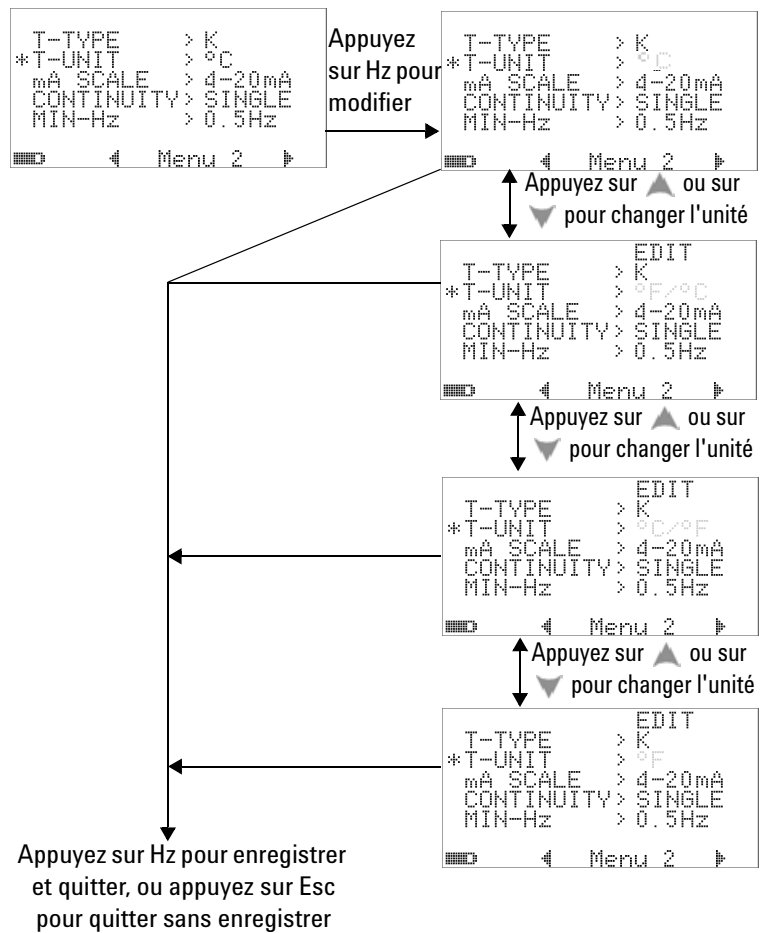 T-TYPE > K
*T-UNIT > °C
mA SCALE > 4-20mA
CONTINUITY> SINGLE
MIN-Hz > 0.5Hz
Menu 2
Appuyez
sur Hz pour
modifier
T-TYPE > K
*T-UNIT > °C
mA SCALE > 4-20mA
CONTINUITY> SINGLE
MIN-Hz > 0.5Hz
Menu 2
Appuyez sur ou sur
pour changer l'unité
EDIT
T-TYPE > K
*T-UNIT > °F/°C
mA SCALE > 4-20mA
CONTINUITY> SINGLE
MIN-Hz > 0.5Hz
Menu 2
Appuyez sur ou sur
pour changer l'unité
EDIT
T-TYPE > K
*T-UNIT > °C/°F
mA SCALE > 4-20mA
CONTINUITY> SINGLE
MIN-Hz > 0.5Hz
Menu 2
Appuyez sur ou sur
pour changer l'unité
EDIT
T-TYPE > K
*T-UNIT > °F
mA SCALE > 4-20mA
CONTINUITY> SINGLE
MIN-Hz > 0.5Hz
Menu 2
Appuyez sur Hz pour enregistrer
et quitter, ou appuyez sur Esc
pour quitter sans enregistrer